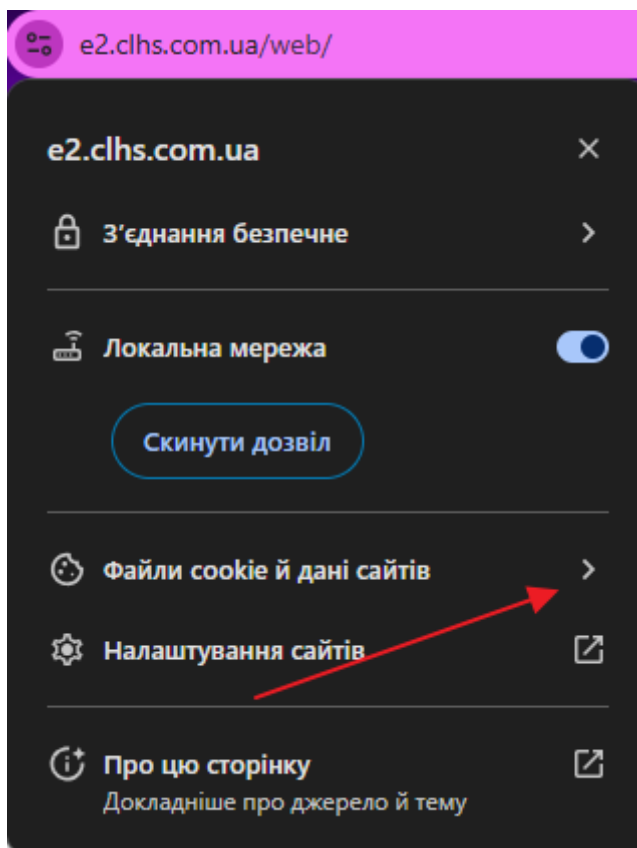 e2.clhs.com.ua/web/
e2.clhs.com.ua
З’єднання безпечне
Локальна мережа
Скинути дозвіл
Файли cookie й дані сайтів
Налаштування сайтів
Про цю сторінку
Докладніше про джерело й тему